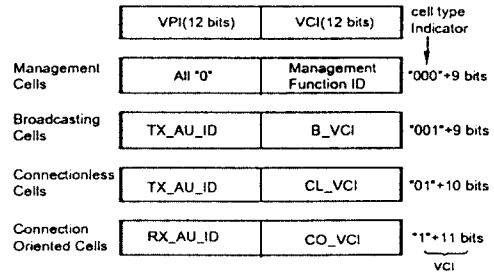 VPI(12 bits) VCI(12 bits) cell type Indicator
Management Cells All "0" Management Function ID "000"+9 bits
Broadcasting Cells TX_AU_ID B_VCI "001"+9 bits
Connectionless Cells TX_AU_ID CL_VCI "01"+10 bits
Connection Oriented Cells RX_AU_ID CO_VCI "1"+11 bits
VCI